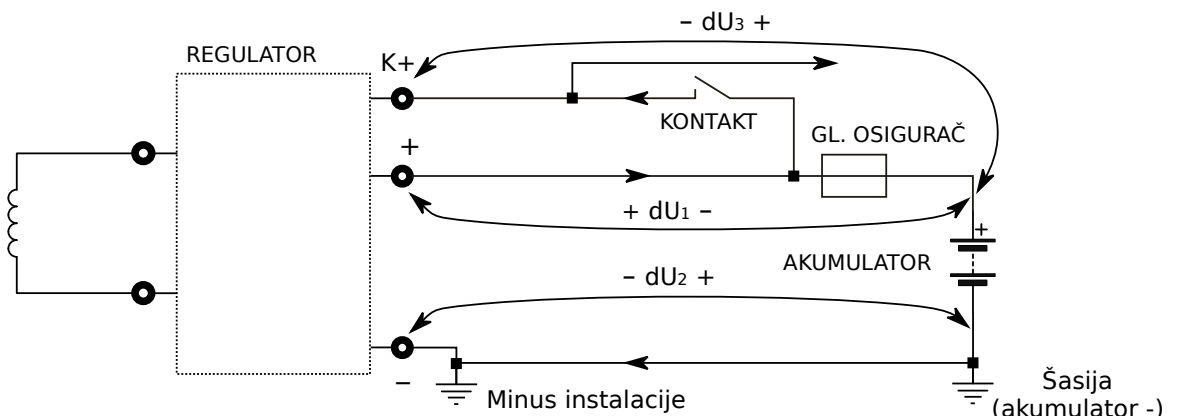 – dU3 +
REGULATOR
K+
KONTAKT
GL. OSIGURAČ
+
+ dU1 –
+
AKUMULATOR
– dU2 +
–
Minus instalacije
Šasija
(akumulator -)